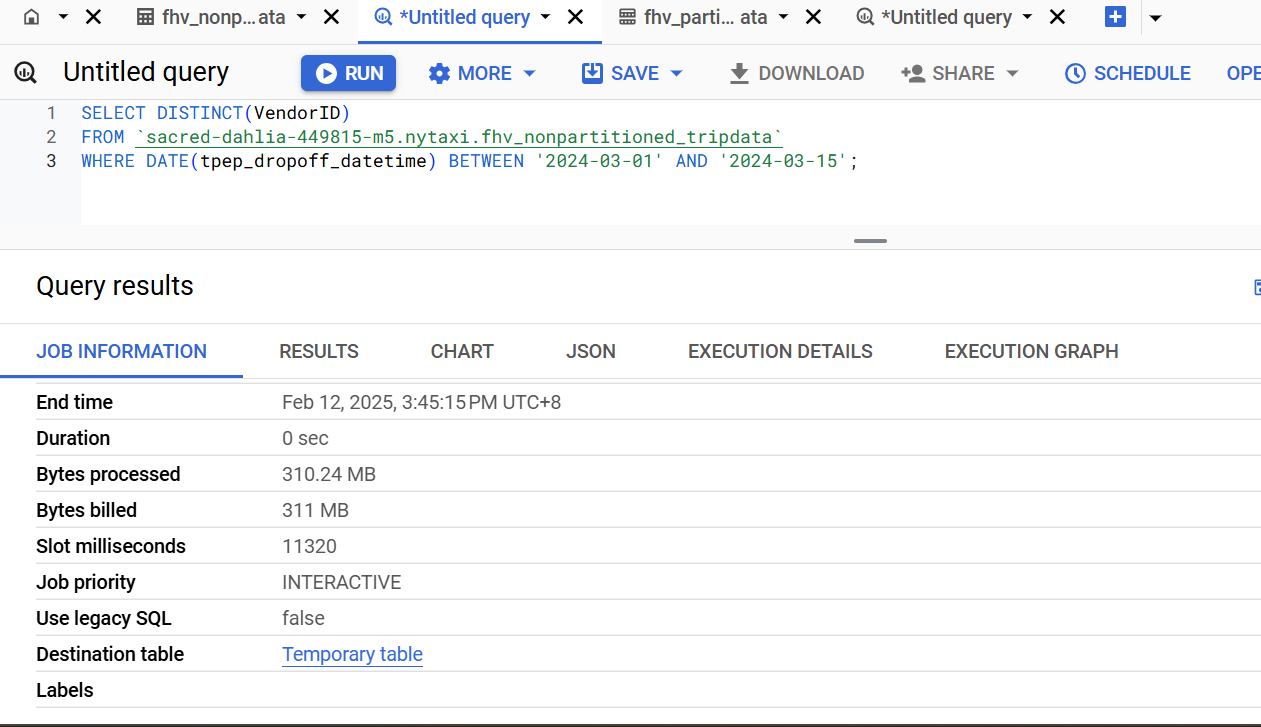 fhv_nonp... ata *Untitled query fhv_parti... ata *Untitled query
Untitled query RUN MORE SAVE DOWNLOAD SHARE SCHEDULE OPE
1 SELECT DISTINCT(VendorID)
2 FROM `sacred-dahlia-449815-m5.nytaxi.fhv_nonpartitioned_tripdata`
3 WHERE DATE(tpep_dropoff_datetime) BETWEEN '2024-03-01' AND '2024-03-15';
Query results
JOB INFORMATION RESULTS CHART JSON EXECUTION DETAILS EXECUTION GRAPH
End time Feb 12, 2025, 3:45:15 PM UTC+8
Duration 0 sec
Bytes processed 310.24 MB
Bytes billed 311 MB
Slot milliseconds 11320
Job priority INTERACTIVE
Use legacy SQL false
Destination table Temporary table
Labels